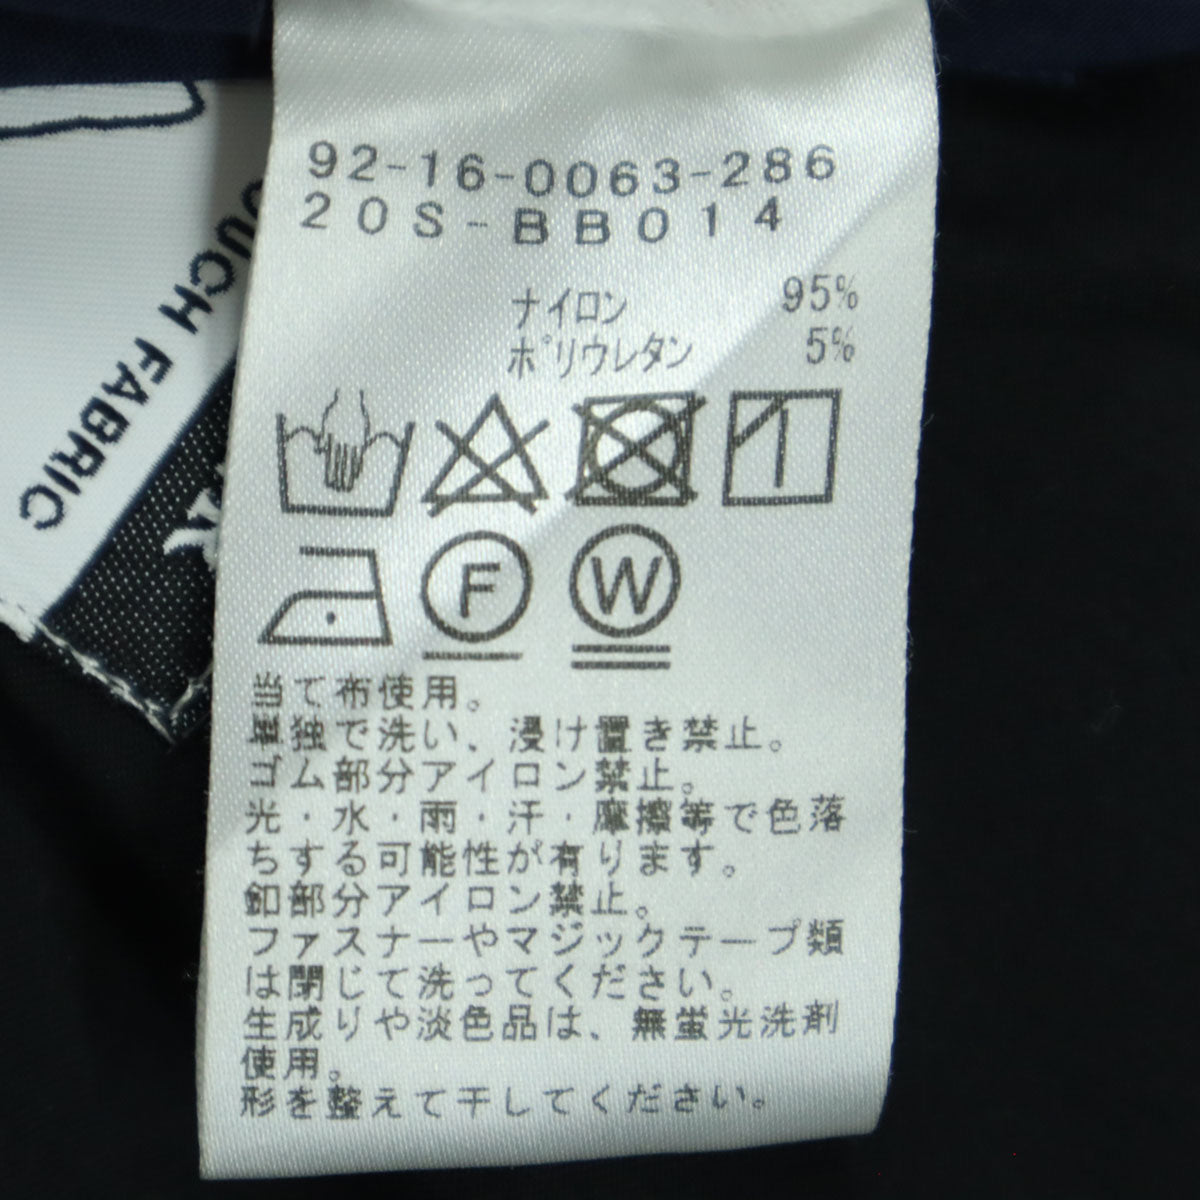 92-16-0063-286
20S-BB014
ナイロン 95%
ポリウレタン 5%
F W
当て布使用。
単独で洗い、浸け置き禁止。
ゴム部分アイロン禁止。
光・水・雨・汗・摩擦等で色落
ちする可能性が有ります。
釦部分アイロン禁止。
ファスナーやマジックテープ類
は閉じて洗ってください。
生成りや淡色品は、無蛍光洗剤
使用。
形を整えて干してください。
OUCH FABRIC